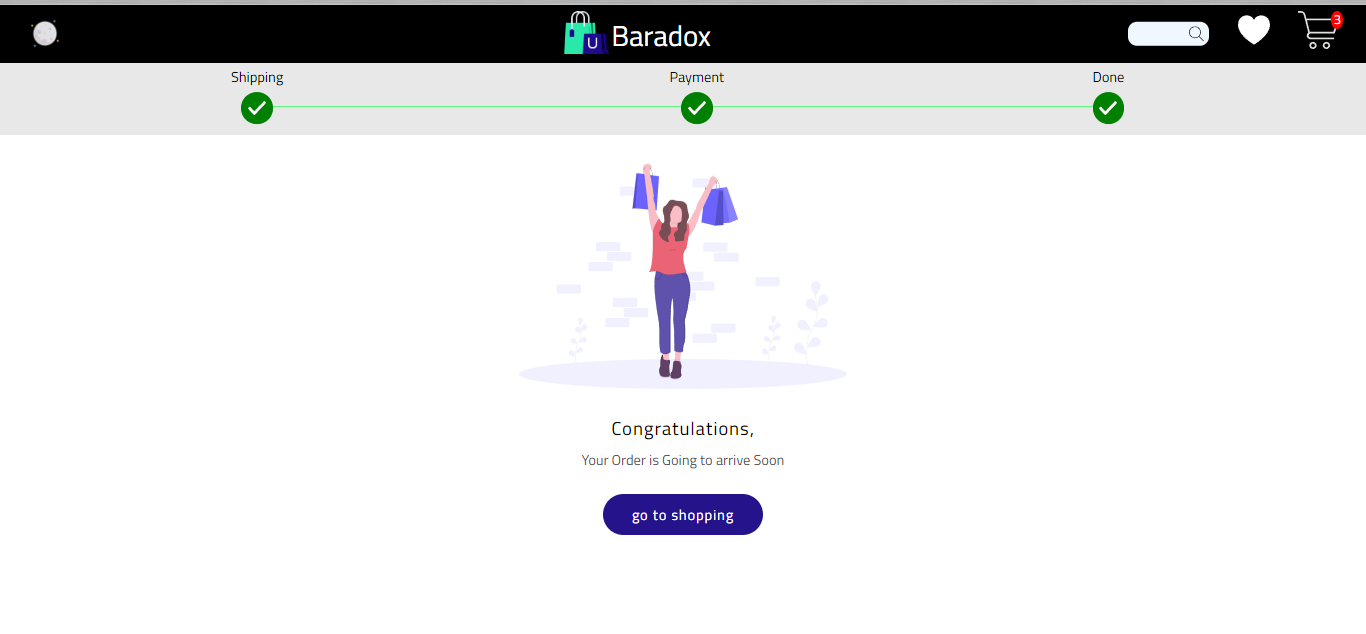 U
Baradox
3
Shipping
Payment
Done
Congratulations,
Your Order is Going to arrive Soon
go to shopping